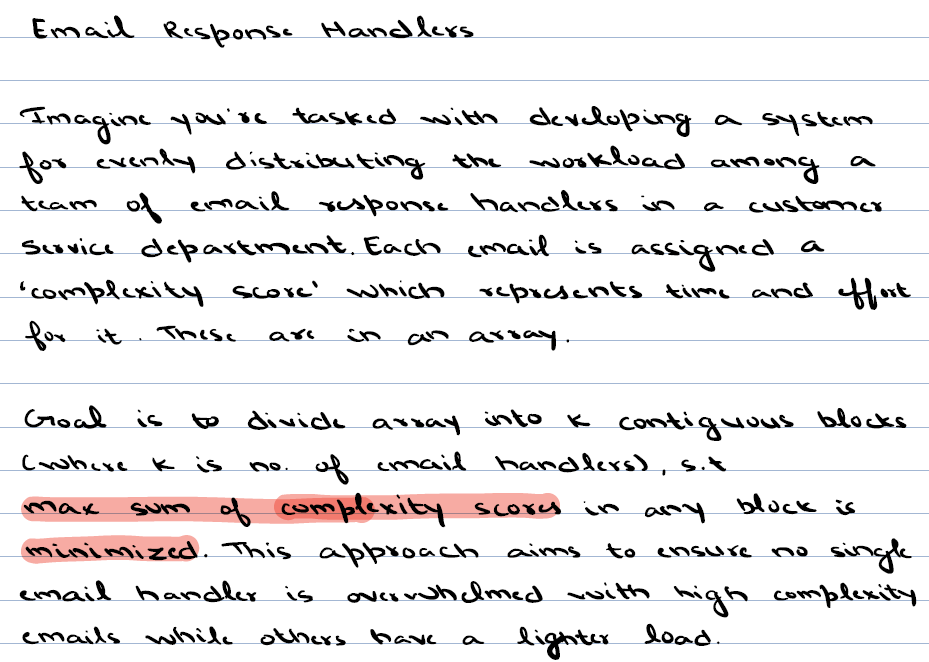 Email Response Handlers
Imagine you're tasked with developing a system
for evenly distributing the workload among a
team of email response handlers in a customer
service department. Each email is assigned a
'complexity score' which represents time and effort
for it. These are in an array.
Goal is to divide array into K contiguous blocks
(where K is no. of email handlers), s.t
max sum of complexity scores in any block is
minimized. This approach aims to ensure no single
email handler is overwhelmed with high complexity
emails while others have a lighter load.